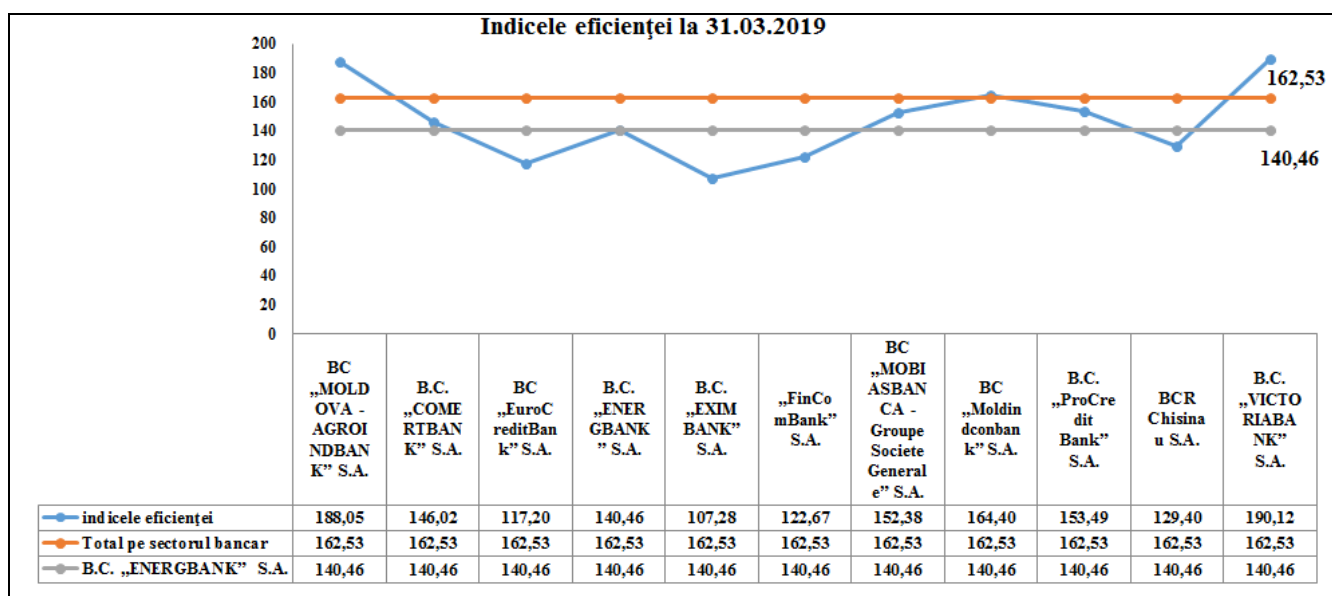 Indicele eficienţei la 31.03.2019
200
180
160
140
120
100
80
60
40
20
0
162,53
140,46
BC
„MOLD
OVA -
AGROI
NDBAN
K” S.A.
B.C.
„COME
RTBAN
K” S.A.
BC
„EuroC
reditBan
k” S.A.
B.C.
„ENER
GBANK
” S.A.
B.C.
„EXIM
BANK”
S.A.
„FinCo
mBank”
S.A.
BC
„MOBI
ASBAN
CA -
Groupe
Societe
General
e” S.A.
BC
„Moldin
dconban
k” S.A.
B.C.
„ProCre
dit
Bank”
S.A.
BCR
Chisina
u S.A.
B.C.
„VICTO
RIABA
NK”
S.A.
indicele eficienţei 188,05 146,02 117,20 140,46 107,28 122,67 152,38 164,40 153,49 129,40 190,12
Total pe sectorul bancar 162,53 162,53 162,53 162,53 162,53 162,53 162,53 162,53 162,53 162,53 162,53
B.C. „ENERGBANK” S.A. 140,46 140,46 140,46 140,46 140,46 140,46 140,46 140,46 140,46 140,46 140,46